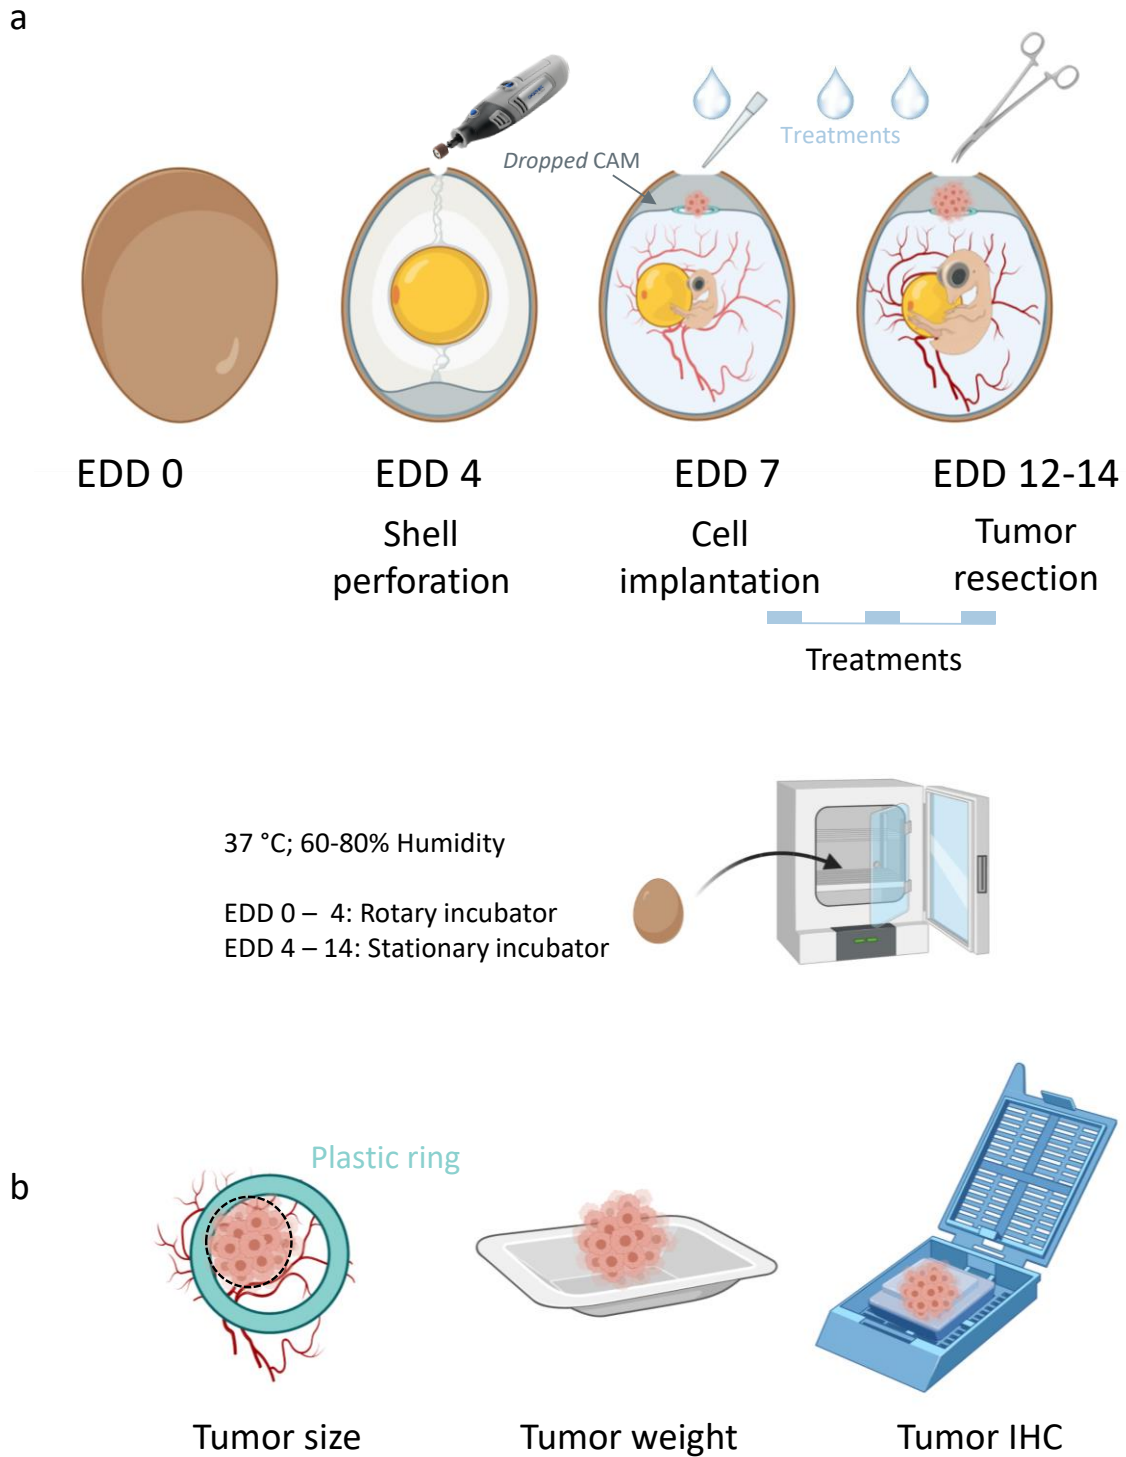 a
Treatments
Dropped CAM
EDD 0
EDD 4
EDD 7
EDD 12-14
Shell
perforation
Cell
implantation
Tumor
resection
Treatments
37 °C; 60-80% Humidity
EDD 0 – 4: Rotary incubator
EDD 4 – 14: Stationary incubator
b
Plastic ring
Tumor size
Tumor weight
Tumor IHC